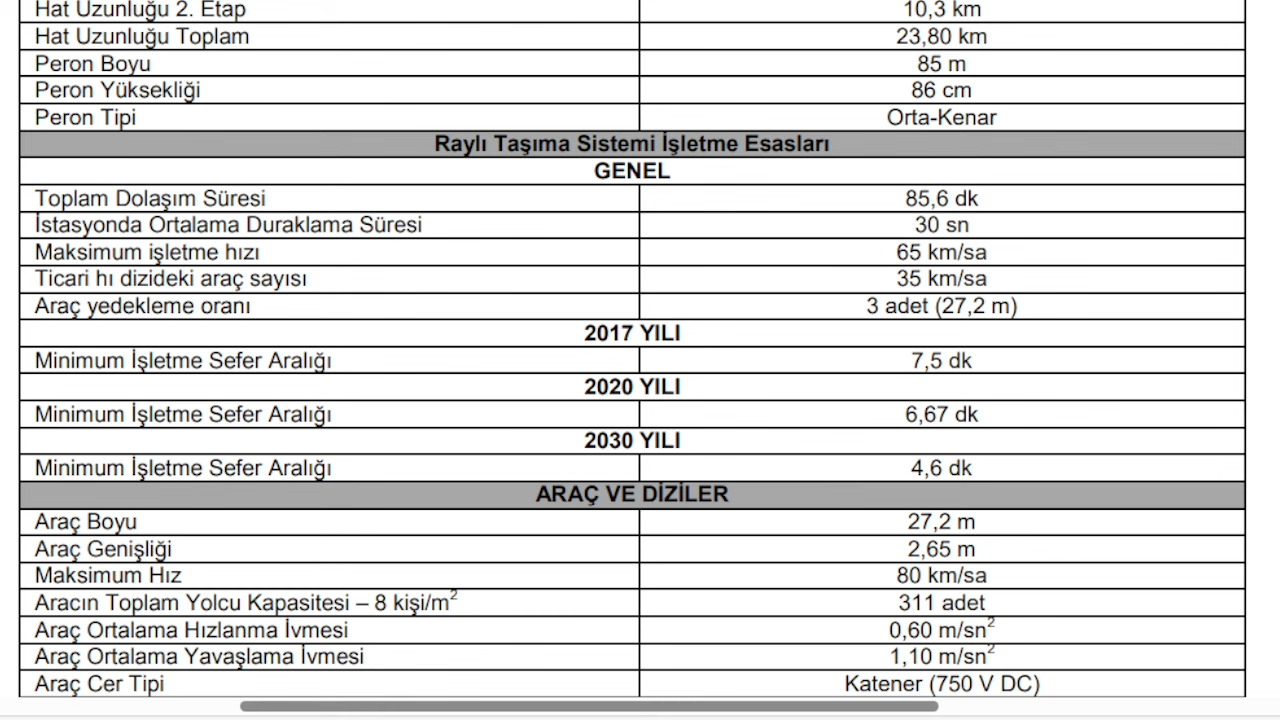 Hat Uzunluğu 2. Etap 10,3 km
Hat Uzunluğu Toplam 23,80 km
Peron Boyu 85 m
Peron Yüksekliği 86 cm
Peron Tipi Orta-Kenar
Raylı Taşıma Sistemi İşletme Esasları
GENEL
Toplam Dolaşım Süresi 85,6 dk
İstasyonda Ortalama Duraklama Süresi 30 sn
Maksimum işletme hızı 65 km/sa
Ticari hı dizideki araç sayısı 35 km/sa
Araç yedekleme oranı 3 adet (27,2 m)
2017 YILI
Minimum İşletme Sefer Aralığı 7,5 dk
2020 YILI
Minimum İşletme Sefer Aralığı 6,67 dk
2030 YILI
Minimum İşletme Sefer Aralığı 4,6 dk
ARAÇ VE DİZİLER
Araç Boyu 27,2 m
Araç Genişliği 2,65 m
Maksimum Hız 80 km/sa
Aracın Toplam Yolcu Kapasitesi – 8 kişi/m² 311 adet
Araç Ortalama Hızlanma İvmesi 0,60 m/sn²
Araç Ortalama Yavaşlama İvmesi 1,10 m/sn²
Araç Cer Tipi Katener (750 V DC)